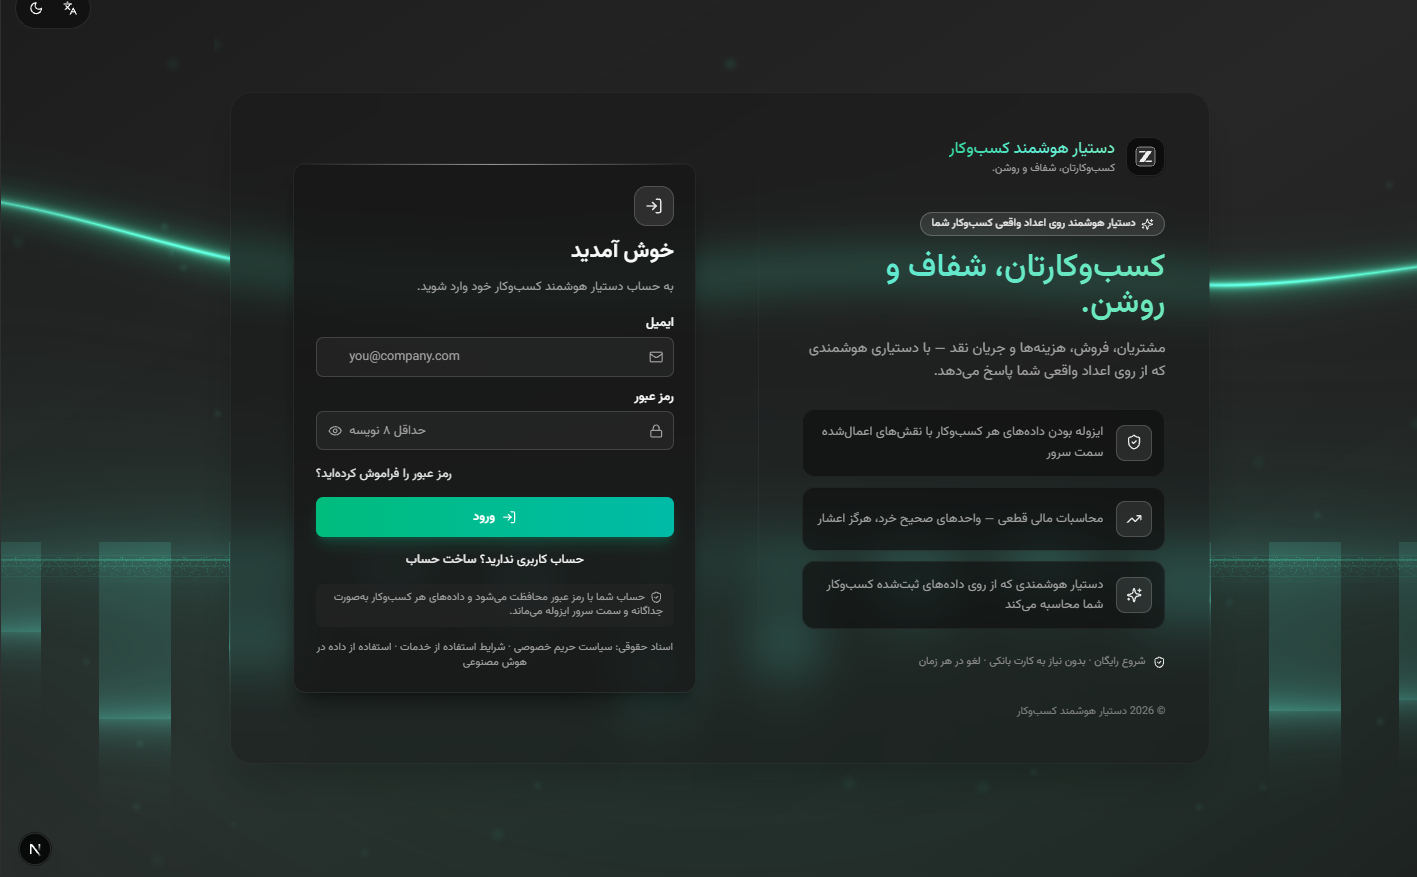 دستیار هوشمند کسب‌وکار
کسب‌وکارتان، شفاف و روشن.
دستیار هوشمند روی اعداد واقعی کسب‌وکار شما
کسب‌وکارتان، شفاف و
روشن.
مشتریان، فروش، هزینه‌ها و جریان نقد — با دستیاری هوشمندی
که از روی اعداد واقعی شما پاسخ می‌دهد.
ایزوله بودن داده‌های هر کسب‌وکار با نقش‌های اعمال‌شده
سمت سرور
محاسبات مالی قطعی — واحدهای صحیح خرد، هرگز اعشار
دستیار هوشمندی که از روی داده‌های ثبت‌شده کسب‌وکار
شما محاسبه می‌کند
شروع رایگان · بدون نیاز به کارت بانکی · لغو در هر زمان
© 2026 دستیار هوشمند کسب‌وکار
خوش آمدید
به حساب دستیار هوشمند کسب‌وکار خود وارد شوید.
ایمیل
you@company.com
رمز عبور
حداقل ۸ نویسه
رمز عبور را فراموش کرده‌اید؟
ورود
حساب کاربری ندارید؟ ساخت حساب
حساب شما با رمز عبور محافظت می‌شود و داده‌های هر کسب‌وکار به‌صورت
جداگانه و سمت سرور ایزوله می‌ماند.
اسناد حقوقی: سیاست حریم خصوصی · شرایط استفاده از خدمات · استفاده از داده در
هوش مصنوعی